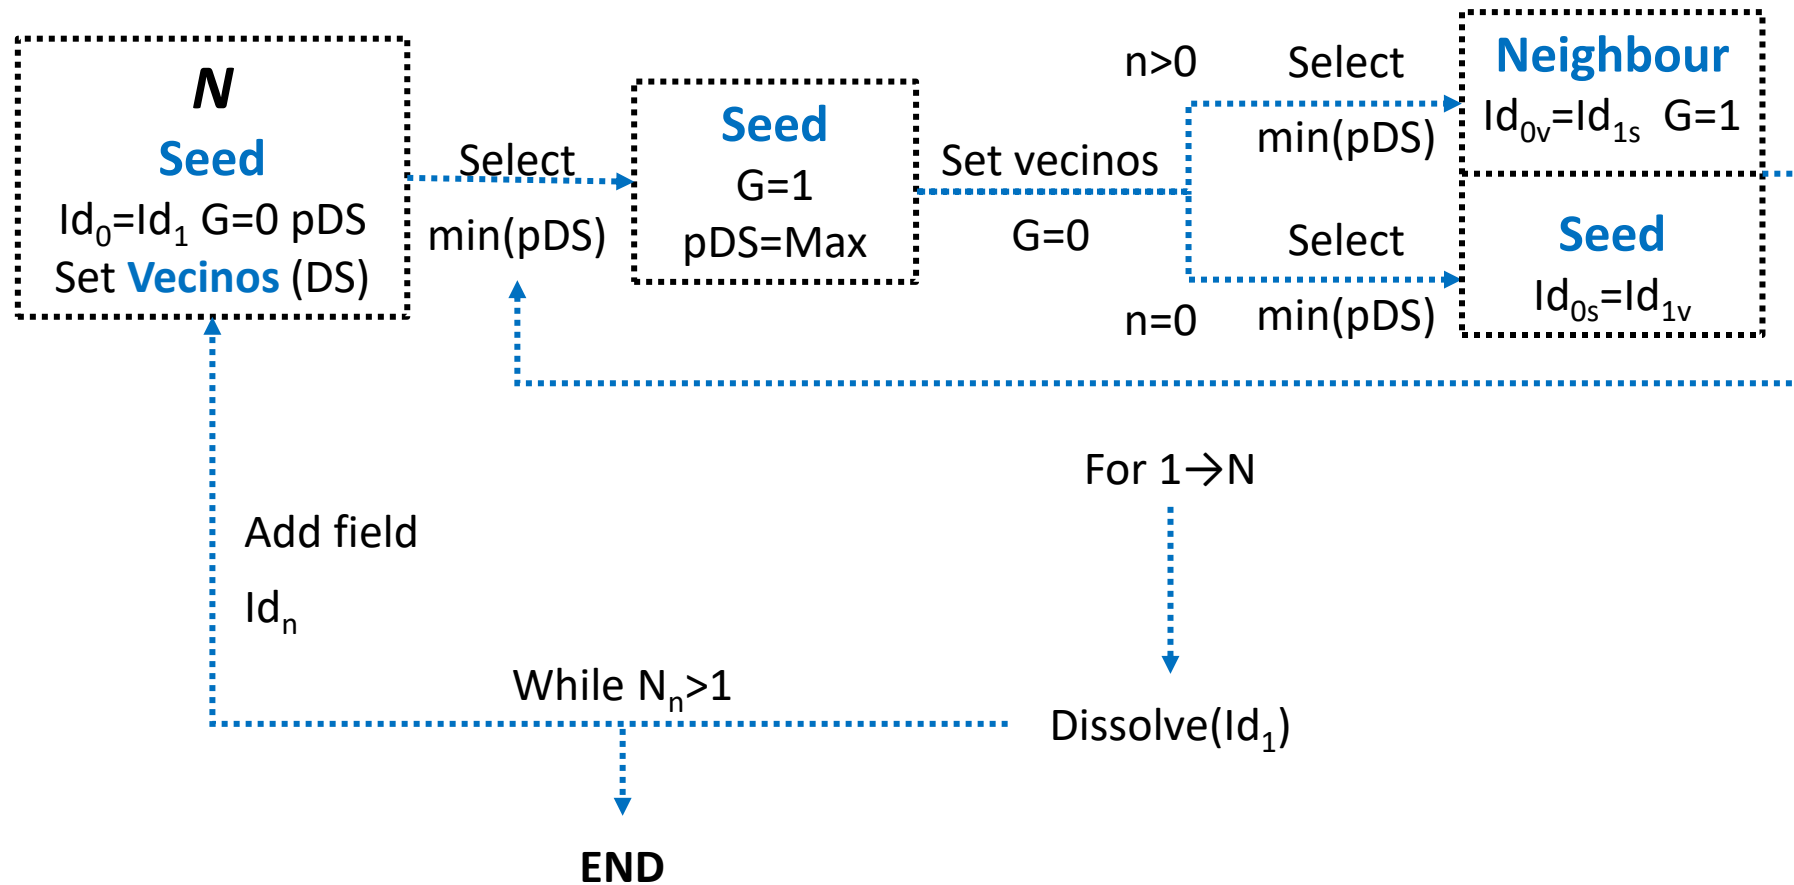 N
Seed
Id₀=Id₁ G=0 pDS
Set Vecinos (DS)
Select
min(pDS)
Seed
G=1
pDS=Max
Set vecinos
G=0
n>0
Select
min(pDS)
n=0
Select
min(pDS)
Neighbour
Id₀ᵥ=Id₁ₛ G=1
Seed
Id₀ₛ=Id₁ᵥ
For 1→N
Add field
Idₙ
While Nₙ>1
Dissolve(Id₁)
END